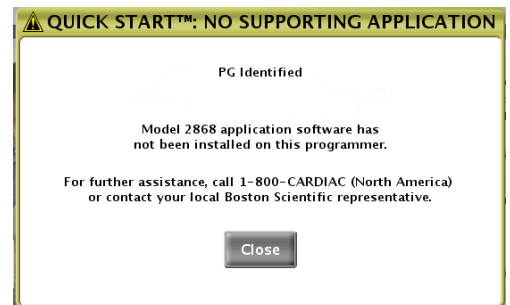 QUICK START™: NO SUPPORTING APPLICATION
PG Identified
Model 2868 application software has
not been installed on this programmer.
For further assistance, call 1-800-CARDIAC (North America)
or contact your local Boston Scientific representative.
Close